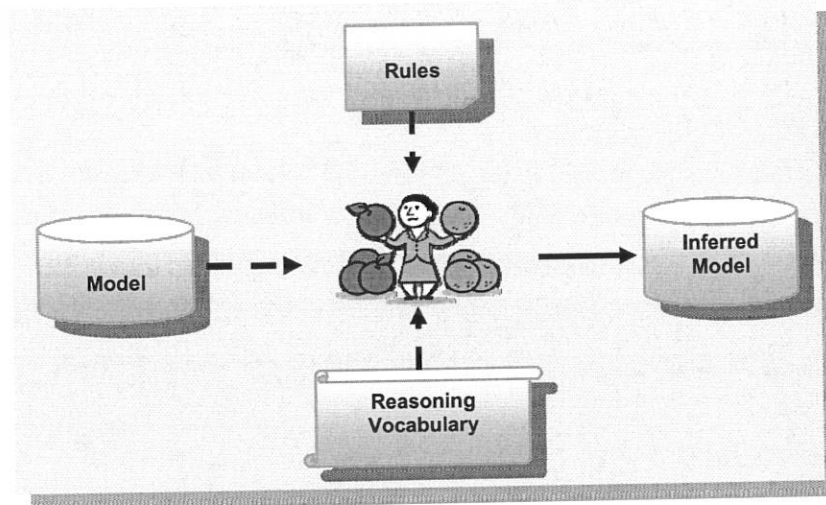 Rules
Model
Inferred
Model
Reasoning
Vocabulary